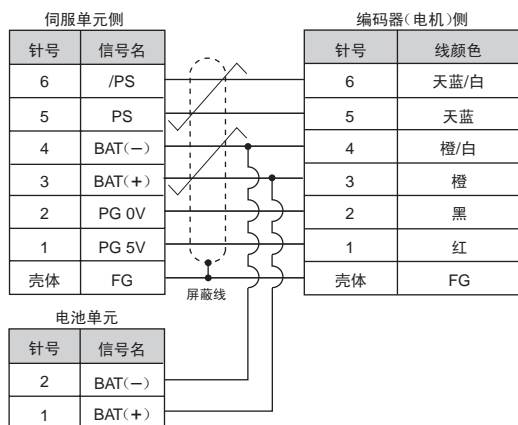 伺服单元侧
编码器(电机)侧
针号 信号名
针号 线颜色
6 /PS
6 天蓝/白
5 PS
5 天蓝
4 BAT(−)
4 橙/白
3 BAT(+)
3 橙
2 PG 0V
2 黑
1 PG 5V
1 红
壳体 FG
壳体 FG
屏蔽线
电池单元
针号 信号名
2 BAT(−)
1 BAT(+)